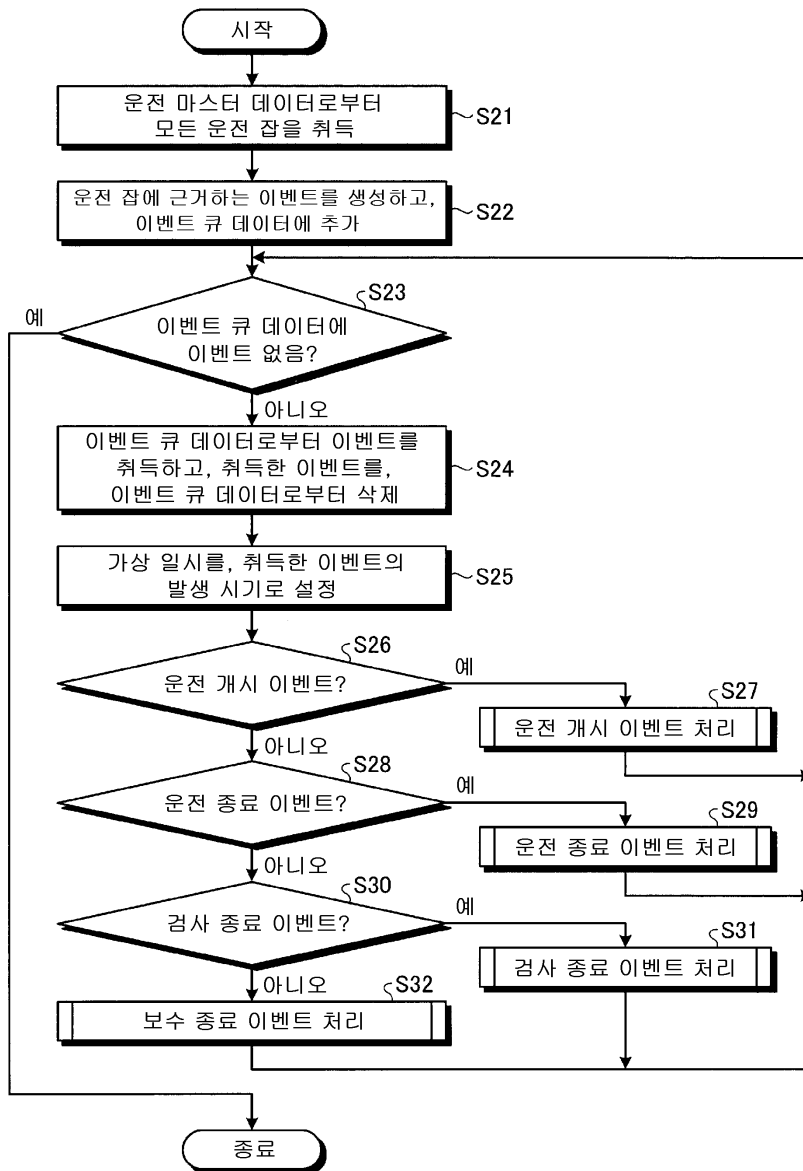 시작
운전 마스터 데이터로부터
모든 운전 잡을 취득
S21
운전 잡에 근거하는 이벤트를 생성하고,
이벤트 큐 데이터에 추가
S22
S23
예
이벤트 큐 데이터에
이벤트 없음?
아니오
이벤트 큐 데이터로부터 이벤트를
취득하고, 취득한 이벤트를,
이벤트 큐 데이터로부터 삭제
S24
가상 일시를, 취득한 이벤트의
발생 시기로 설정
S25
S26
운전 개시 이벤트?
예
S27
운전 개시 이벤트 처리
아니오
S28
운전 종료 이벤트?
예
S29
운전 종료 이벤트 처리
아니오
S30
검사 종료 이벤트?
예
S31
검사 종료 이벤트 처리
아니오
S32
보수 종료 이벤트 처리
종료